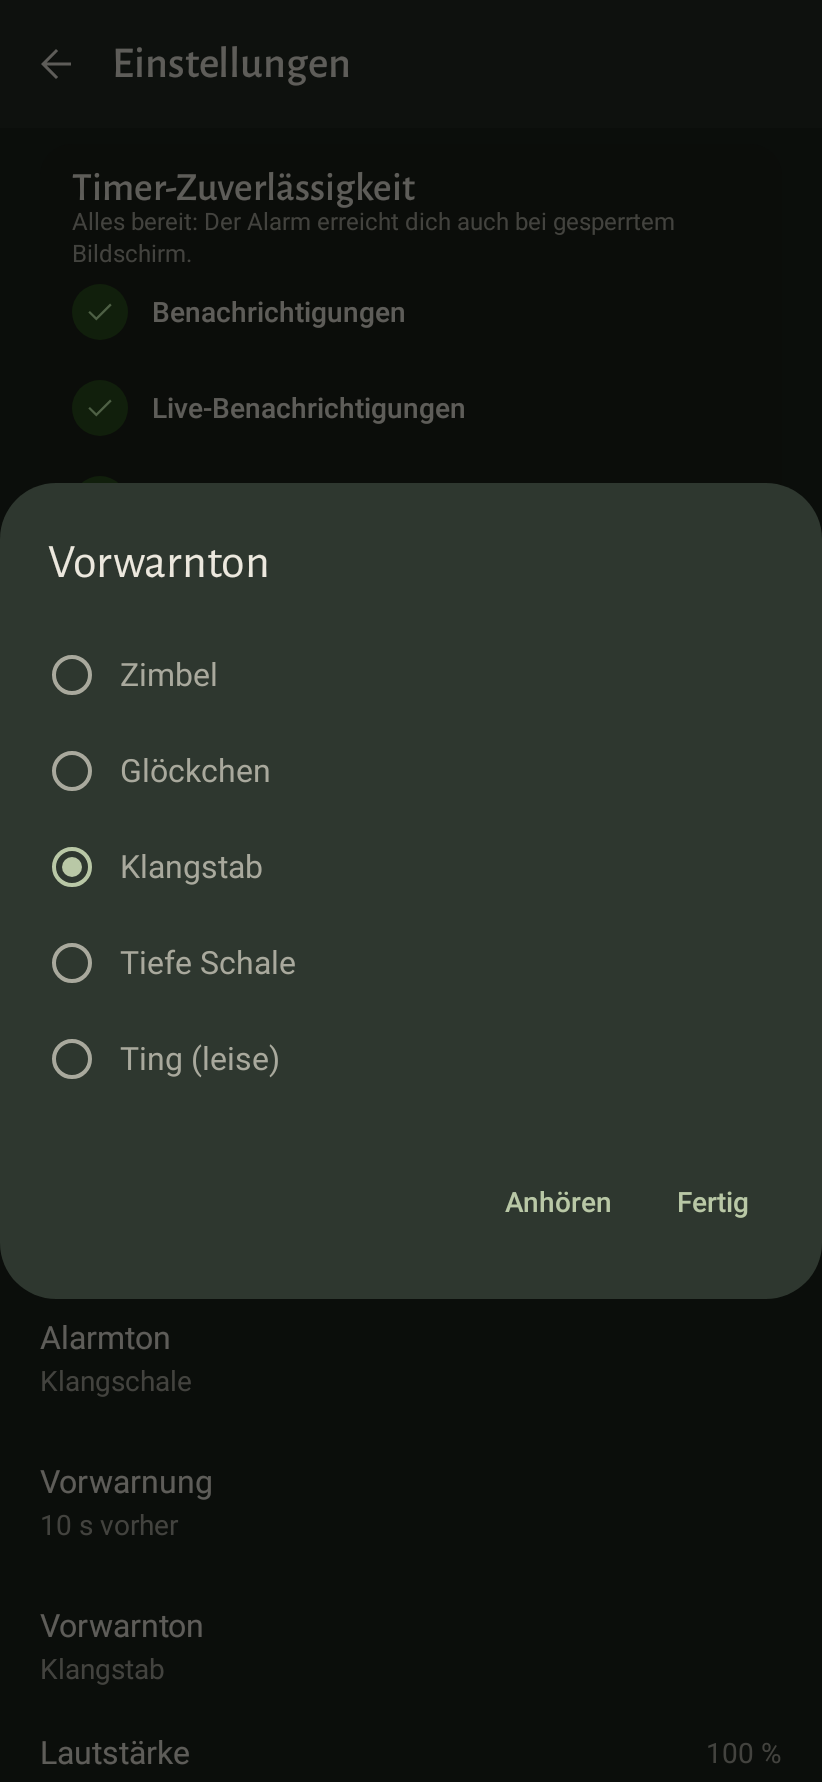 Einstellungen
Timer-Zuverlässigkeit
Alles bereit: Der Alarm erreicht dich auch bei gesperrtem
Bildschirm.
Benachrichtigungen
Live-Benachrichtigungen
Vorwarnton
Zimbel
Glöckchen
Klangstab
Tiefe Schale
Ting (leise)
Anhören Fertig
Alarmton
Klangschale
Vorwarnung
10 s vorher
Vorwarnton
Klangstab
Lautstärke 100 %